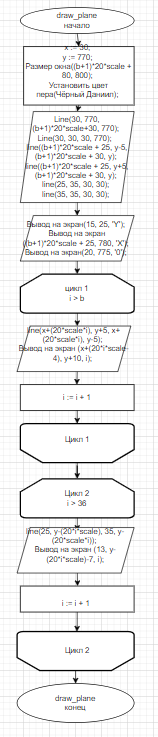 draw_plane
начало
x := 30;
y := 770;
Размер окна((b+1)*20*scale +
80, 800);
Установить цвет
пера(Чёрный Даниил);
Line(30, 770,
(b+1)*20*scale+30, 770);
Line(30, 770, 30, 30);
line((b+1)*20*scale + 25, y-5,
(b+1)*20*scale + 30, y);
line((b+1)*20*scale + 25, y+5,
(b+1)*20*scale + 30, y);
line(25, 35, 30, 30);
line(35, 35, 30, 30);
Вывод на экран(15, 25, "Y");
Вывод на экран
((b+1)*20*scale + 25, 780, "X");
Вывод на экран(20, 775, "0");
цикл 1
i > b
line(x+(20*scale*i), y+5, x+
(20*scale*i), y-5);
Вывод на экран (x+(20*i*scale-
4), y+10, i);
i := i + 1
Цикл 1
Цикл 2
i > 36
line(25, y-(20*i*scale), 35, y-
(20*scale*i));
Вывод на экран (13, y-
(20*i*scale)-7, i);
i := i + 1
Цикл 2
draw_plane
конец